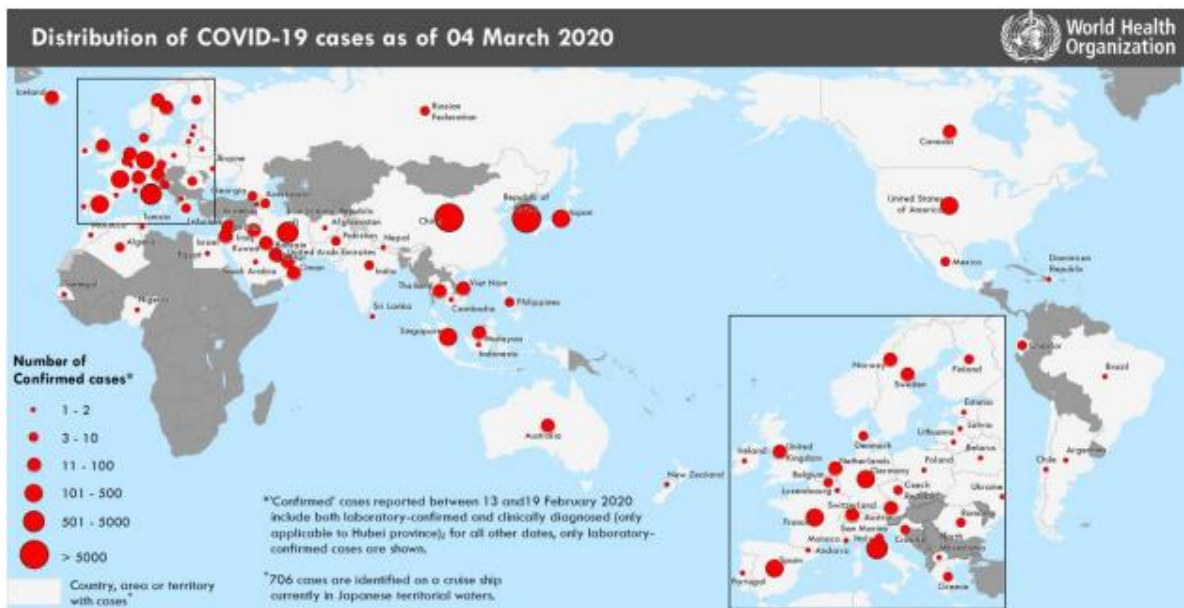 Distribution of COVID-19 cases as of 04 March 2020
World Health
Organization
Iceland
Russian
Federation
Ukraine
Georgia
Tunisia
Lebanon
Morocco
Algeria
Israel
Iraq
Kuwait
Egypt
Saudi Arabia
Bahrain
United Arab Emirates
Oman
Afghanistan
Pakistan
Nepal
India
Sri Lanka
China
Republic of
Japan
Thailand
Viet Nam
Cambodia
Philippines
Singapore
Malaysia
Indonesia
Senegal
Nigeria
Australia
New Zealand
Canada
United States
of America
Mexico
Dominican
Republic
Ecuador
Brazil
Chile
Argentina
Number of
Confirmed cases*
1 - 2
3 - 10
11 - 100
101 - 500
501 - 5000
> 5000
Country, area or territory
with cases+
*'Confirmed' cases reported between 13 and19 February 2020
include both laboratory-confirmed and clinically diagnosed (only
applicable to Hubei province); for all other dates, only laboratory-
confirmed cases are shown.
+706 cases are identified on a cruise ship
currently in Japanese territorial waters.
Norway
Sweden
Finland
Estonia
Latvia
Lithuania
Ireland
United
Kingdom
Denmark
Netherlands
Belgium
Germany
Poland
Belarus
Luxembourg
Czech
Republic
Ukraine
Switzerland
Austria
France
San Marino
Romania
Monaco
Italy
Croatia
Andorra
North
Macedonia
Portugal
Spain
Greece